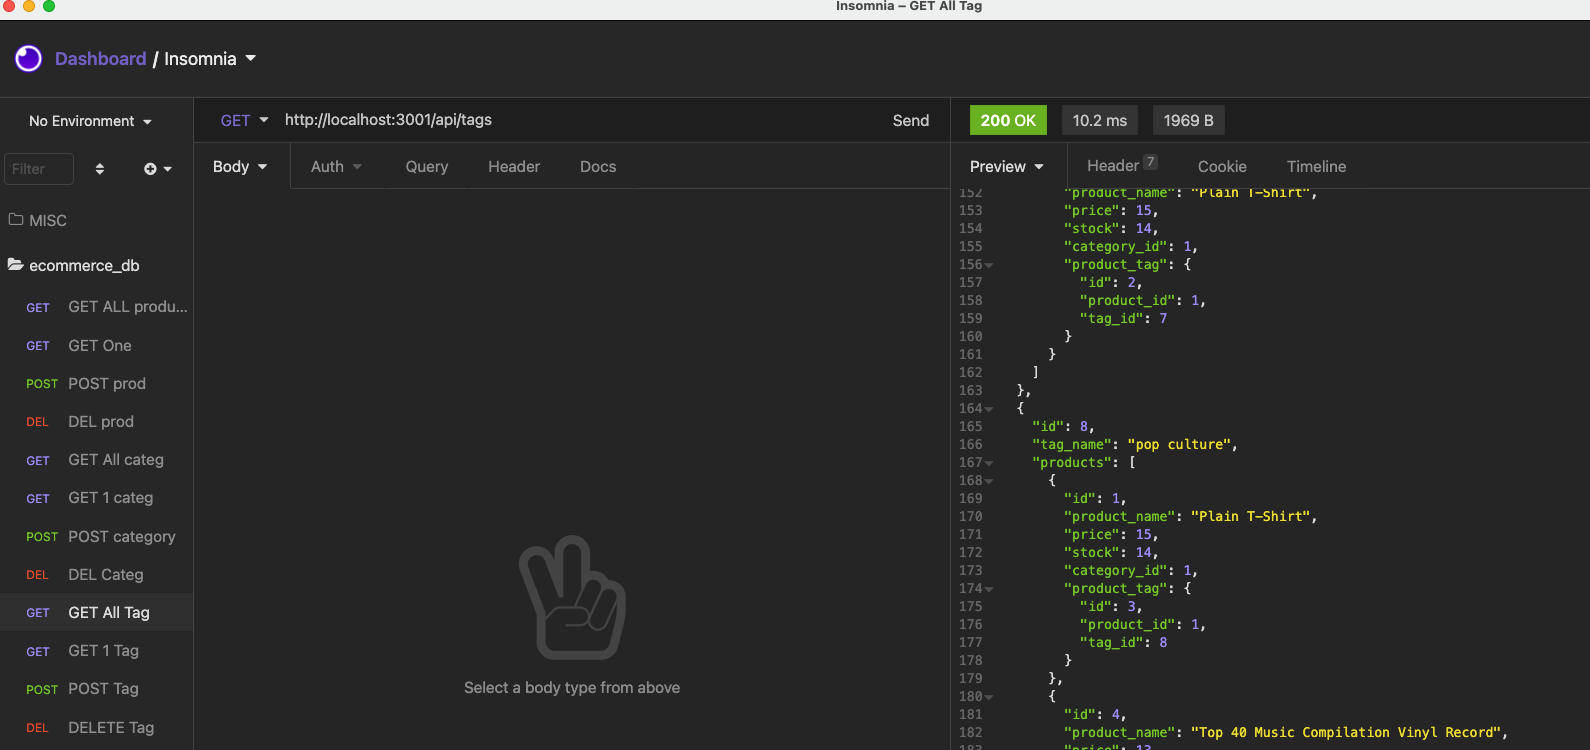 Insomnia – GET All Tag
Dashboard / Insomnia
No Environment
GET http://localhost:3001/api/tags Send
200 OK 10.2 ms 1969 B
Filter
Body Auth Query Header Docs
Preview Header 7 Cookie Timeline
MISC
ecommerce_db
GET GET ALL produ...
GET GET One
POST POST prod
DEL DEL prod
GET GET All categ
GET GET 1 categ
POST POST category
DEL DEL Categ
GET GET All Tag
GET GET 1 Tag
POST POST Tag
DEL DELETE Tag
Select a body type from above
152 "product_name": "Plain T-Shirt",
153 "price": 15,
154 "stock": 14,
155 "category_id": 1,
156 "product_tag": {
157 "id": 2,
158 "product_id": 1,
159 "tag_id": 7
160 }
161 }
162 ]
163 },
164 {
165 "id": 8,
166 "tag_name": "pop culture",
167 "products": [
168 {
169 "id": 1,
170 "product_name": "Plain T-Shirt",
171 "price": 15,
172 "stock": 14,
173 "category_id": 1,
174 "product_tag": {
175 "id": 3,
176 "product_id": 1,
177 "tag_id": 8
178 }
179 },
180 {
181 "id": 4,
182 "product_name": "Top 40 Music Compilation Vinyl Record",
183 "price": 13,